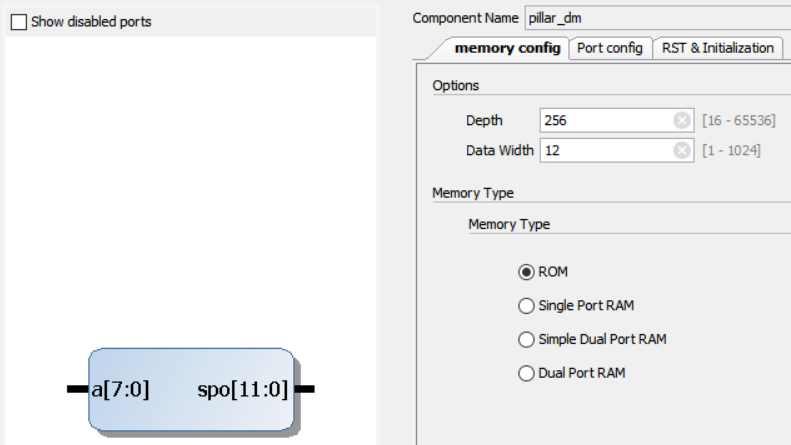 Show disabled ports
Component Name pillar_dm
memory config Port config RST & Initialization
Options
Depth 256 [16 - 65536]
Data Width 12 [1 - 1024]
Memory Type
Memory Type
ROM
Single Port RAM
Simple Dual Port RAM
Dual Port RAM
a[7:0] spo[11:0]